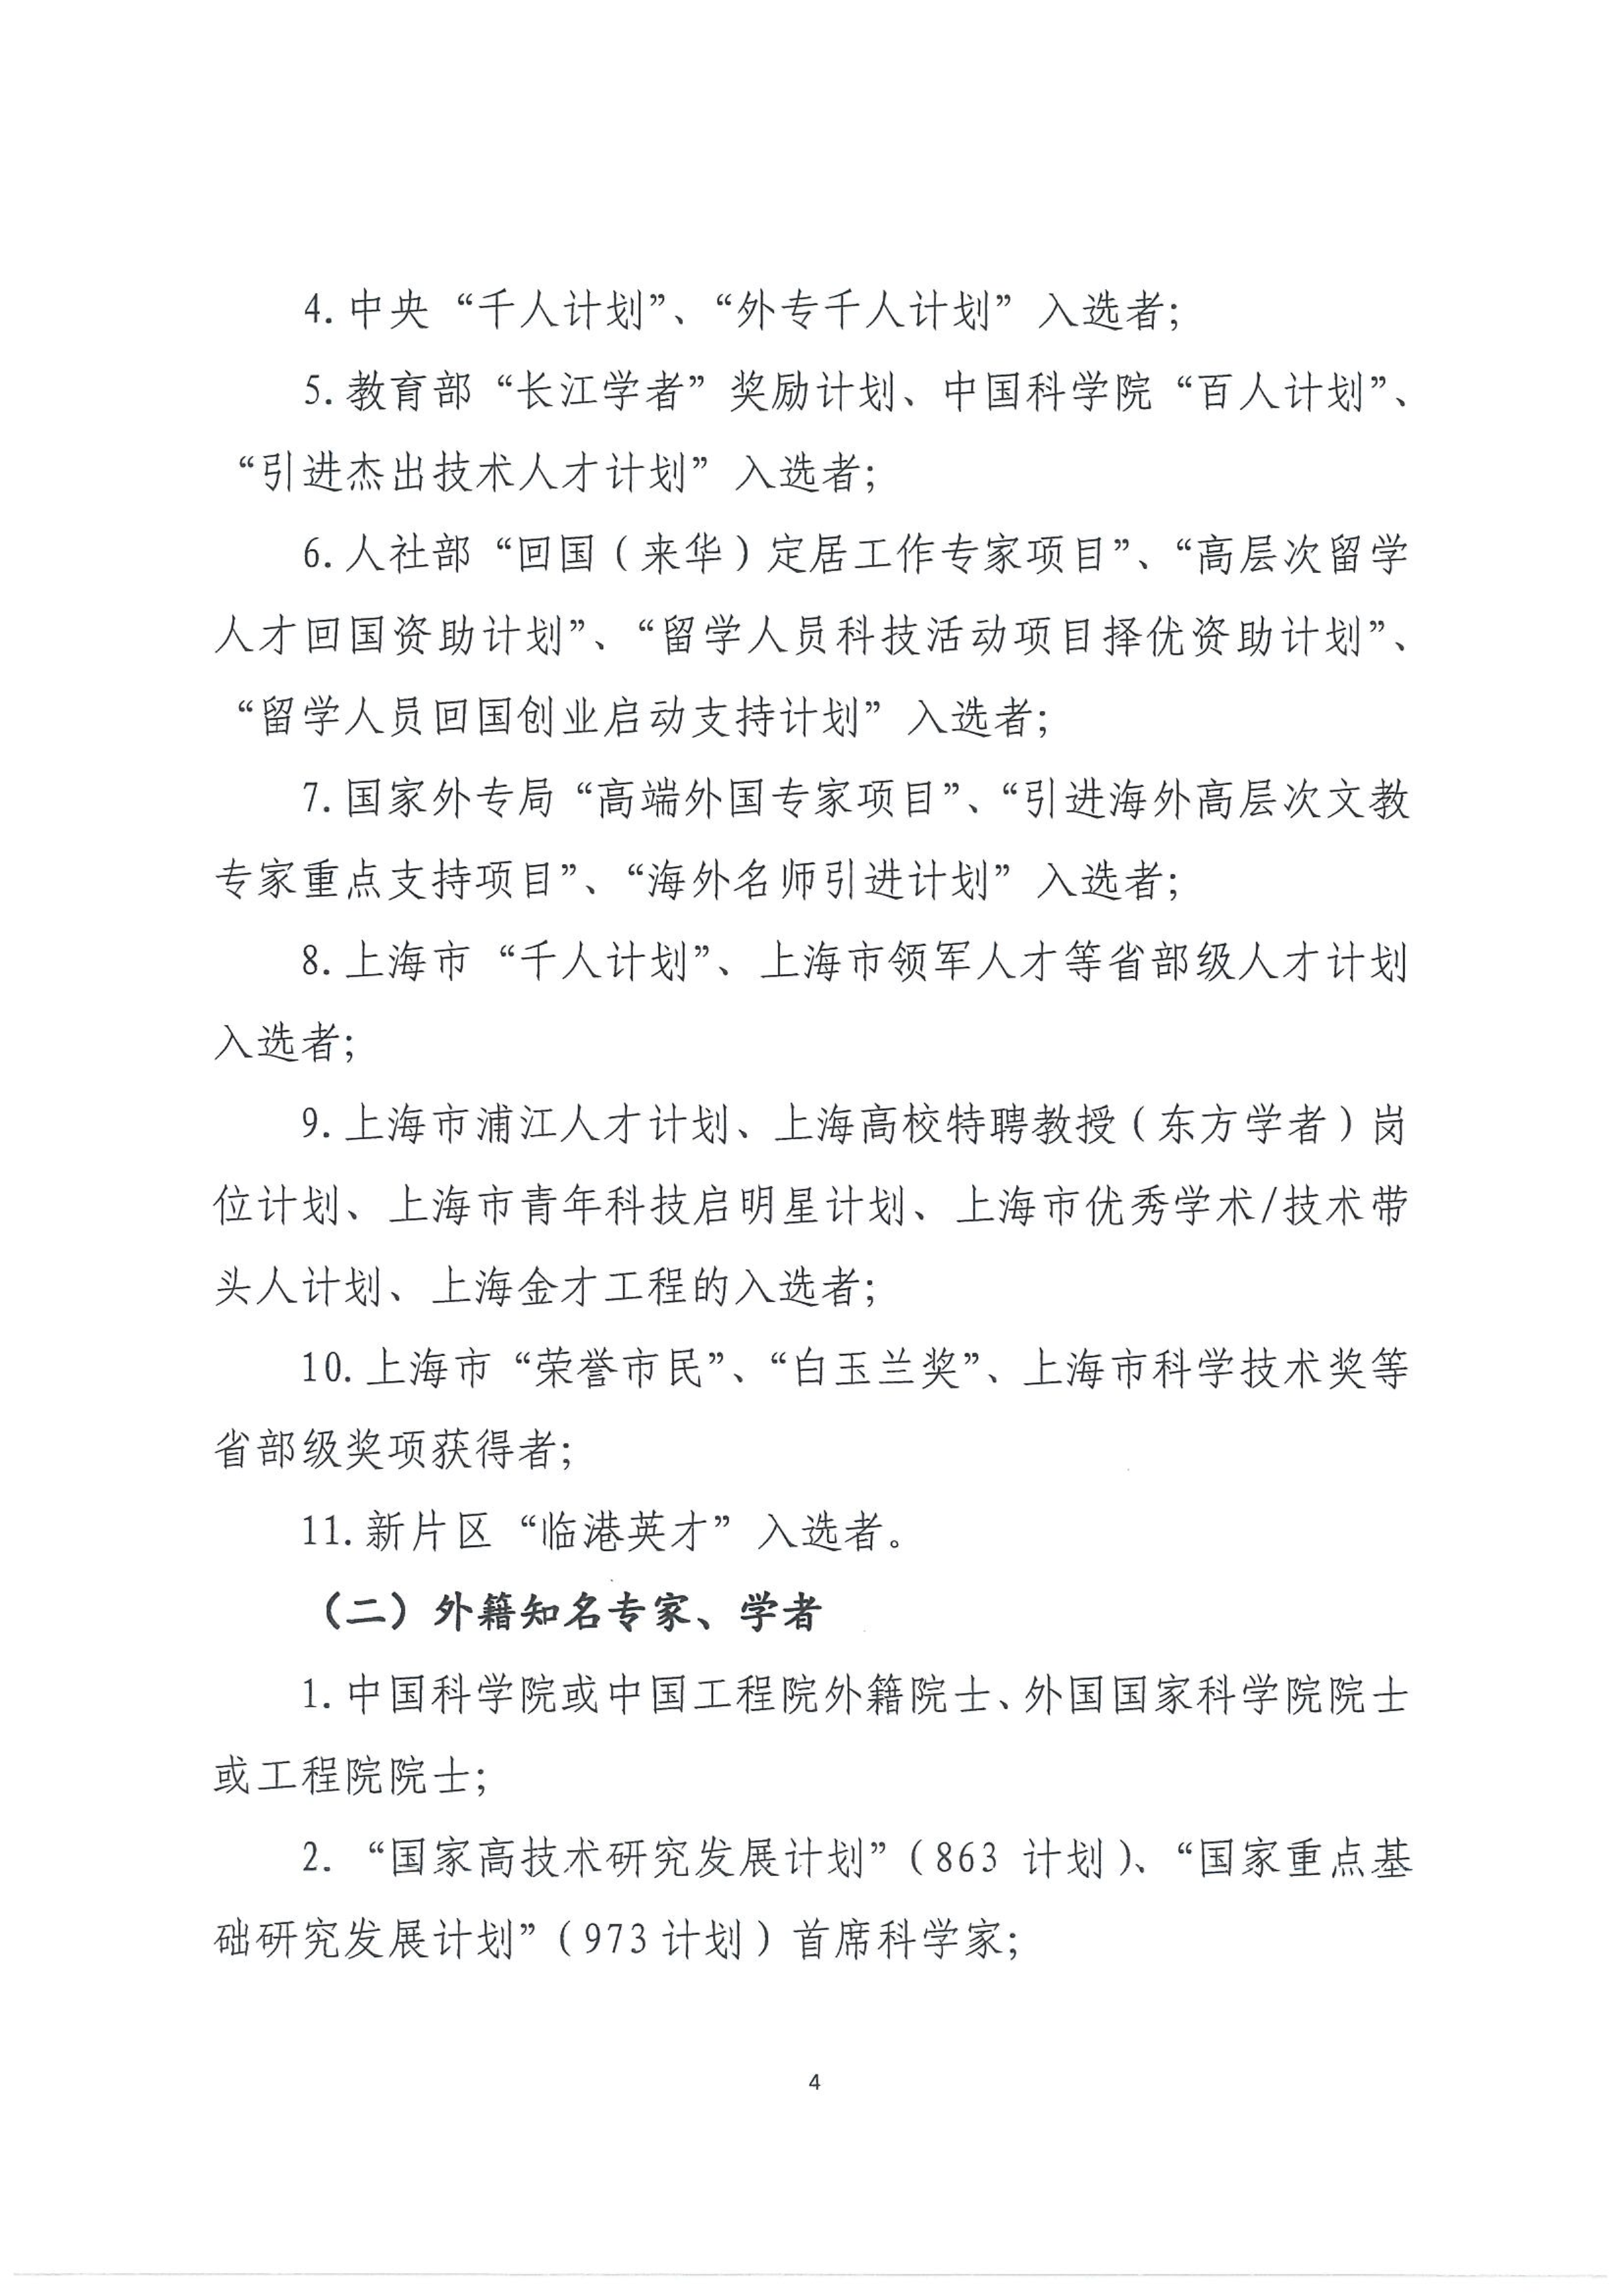 4.中央“千人计划”、“外专千人计划”入选者;
5.教育部“长江学者”奖励计划、中国科学院“百人计划”、
“引进杰出技术人才计划”入选者;
6.人社部“回国（来华）定居工作专家项目”、“高层次留学
人才回国资助计划”、“留学人员科技活动项目择优资助计划”、
“留学人员回国创业启动支持计划”入选者;
7.国家外专局“高端外国专家项目”、“引进海外高层次文教
专家重点支持项目”、“海外名师引进计划”入选者;
8.上海市“千人计划”、上海市领军人才等省部级人才计划
入选者;
9.上海市浦江人才计划、上海高校特聘教授（东方学者）岗
位计划、上海市青年科技启明星计划、上海市优秀学术/技术带
头人计划、上海金才工程的入选者;
10.上海市“荣誉市民”、“白玉兰奖”、上海市科学技术奖等
省部级奖项获得者;
11.新片区“临港英才”入选者。
（二）外籍知名专家、学者
1.中国科学院或中国工程院外籍院士、外国国家科学院院士
或工程院院士;
2.“国家高技术研究发展计划”（863 计划）、“国家重点基
础研究发展计划”（973 计划）首席科学家;
4